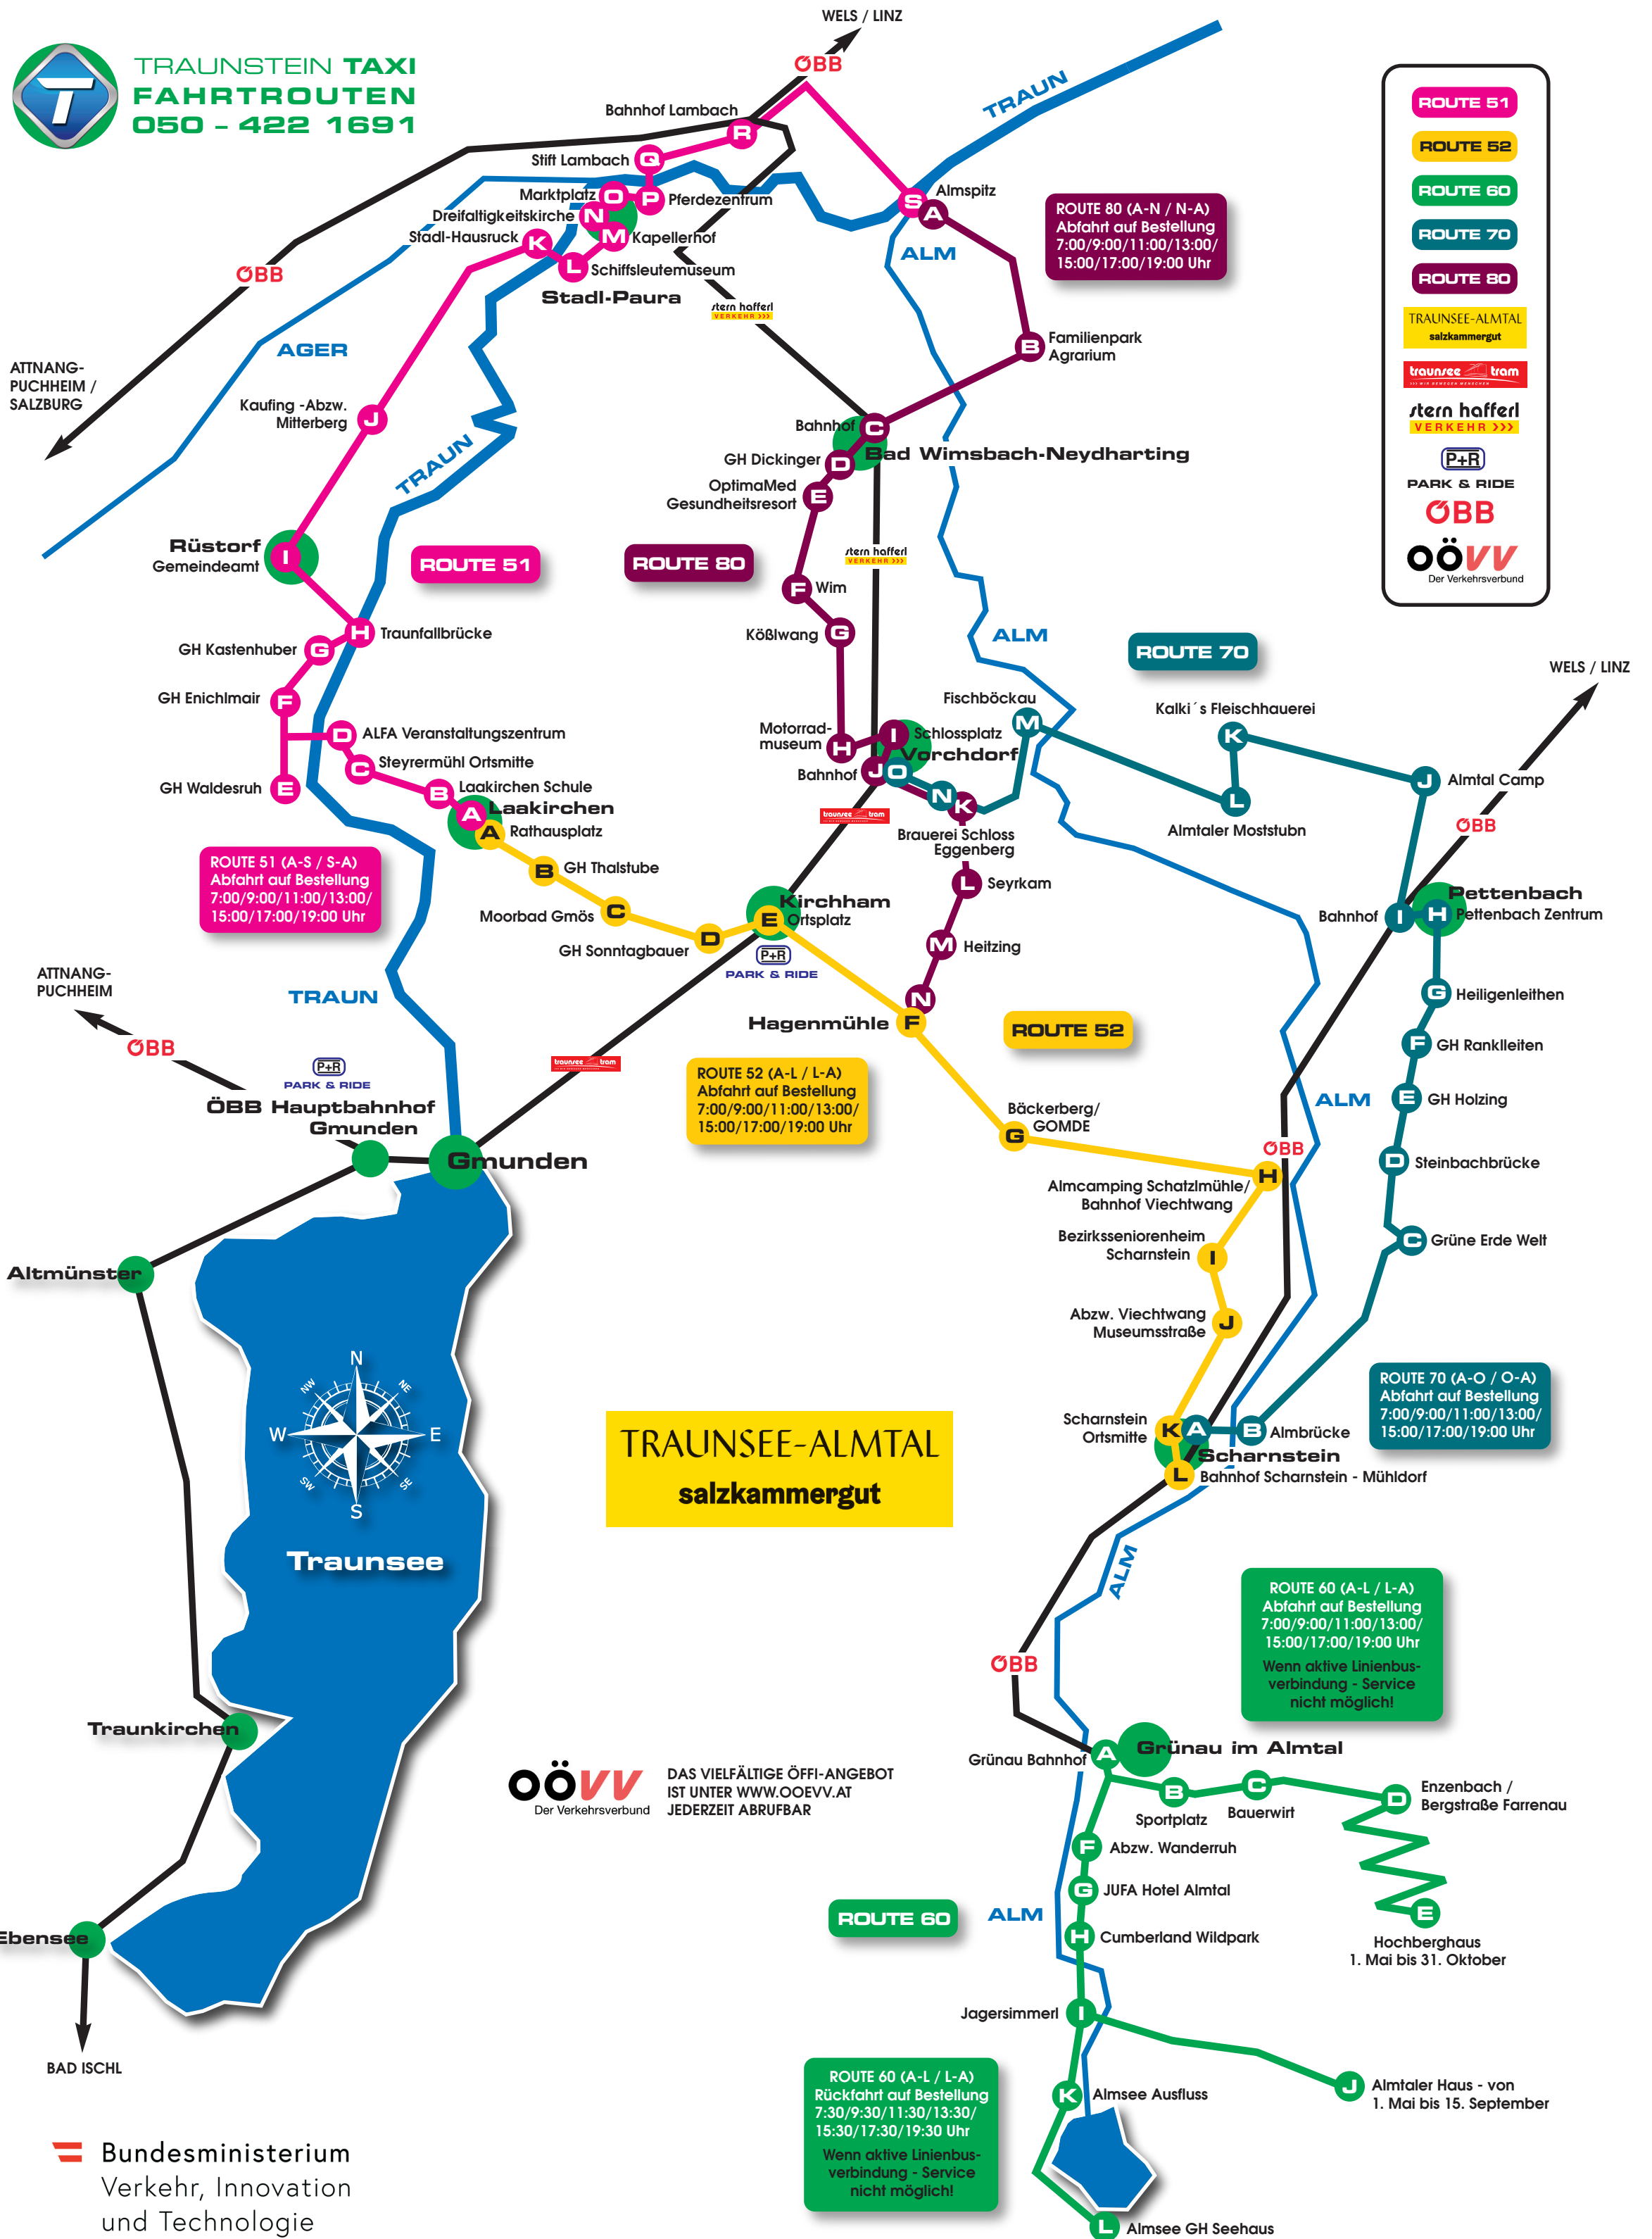 WELS / LINZ
ÖBB
TRAUNSTEIN TAXI
FAHRTROUTEN
050 - 422 1691
T
TRAUN
ROUTE 51
ROUTE 52
ROUTE 60
ROUTE 70
ROUTE 80
TRAUNSEE-ALMTAL
salzkammergut
traunsee tram
stern hafferl
VERKEHR >>>
P+R
PARK & RIDE
ÖBB
OÖVV
Der Verkehrsverbund
Bahnhof Lambach
R
Stift Lambach
Q
Marktplatz
O
P
Pferdezentrum
Dreifaltigkeitskirche
N
Stadl-Hausruck
K
M
Kapellerhof
L
Schiffsleutemuseum
Stadl-Paura
S
A
Almspitz
ALM
ROUTE 80 (A-N / N-A)
Abfahrt auf Bestellung
7:00/9:00/11:00/13:00/
15:00/17:00/19:00 Uhr
ÖBB
stern hafferl
VERKEHR >>>
AGER
ATTNANG-
PUCHHEIM /
SALZBURG
B
Familienpark
Agrarium
Kaufing -Abzw.
Mitterberg
J
TRAUN
Bahnhof
C
Bad Wimsbach-Neydharting
GH Dickinger
D
OptimaMed
Gesundheitsresort
E
Rüstorf
Gemeindeamt
I
ROUTE 51
ROUTE 80
stern hafferl
VERKEHR >>>
F
Wim
Kößlwang
G
H
Traunfallbrücke
GH Kastenhuber
G
GH Enichlmair
F
D
ALFA Veranstaltungszentrum
C
Steyrermühl Ortsmitte
GH Waldesruh
E
B
Laakirchen Schule
A
Laakirchen
A
Rathausplatz
ALM
ROUTE 70
WELS / LINZ
Fischböckau
M
Kalki´s Fleischhauerei
K
Motorrad-
museum
H
I
Schlossplatz
Vorchdorf
Bahnhof
J
O
N
K
Brauerei Schloss
Eggenberg
L
Almtaler Moststubn
J
Almtal Camp
ÖBB
traunsee tram
ROUTE 51 (A-S / S-A)
Abfahrt auf Bestellung
7:00/9:00/11:00/13:00/
15:00/17:00/19:00 Uhr
B
GH Thalstube
Moorbad Gmös
C
GH Sonntagbauer
D
E
Kirchham
Ortsplatz
P+R
PARK & RIDE
L
Seyrkam
M
Heitzing
N
Hagenmühle
F
Pettenbach
Bahnhof
I
H
Pettenbach Zentrum
G
Heiligenleithen
F
GH Ranklleiten
E
GH Holzing
D
Steinbachbrücke
C
Grüne Erde Welt
ATTNANG-
PUCHHEIM
ÖBB
TRAUN
P+R
PARK & RIDE
ÖBB Hauptbahnhof
Gmunden
Gmunden
traunsee tram
ROUTE 52
ROUTE 52 (A-L / L-A)
Abfahrt auf Bestellung
7:00/9:00/11:00/13:00/
15:00/17:00/19:00 Uhr
Bäckerberg/
GOMDE
G
ALM
ÖBB
H
Almcamping Schatzlmühle/
Bahnhof Viechtwang
Bezirksseniorenheim
Scharnstein
I
Abzw. Viechtwang
Museumsstraße
J
Altmünster
N
NW
NE
W
E
SW
SE
S
Traunsee
TRAUNSEE-ALMTAL
salzkammergut
Scharnstein
Ortsmitte
K
A
B
Almbrücke
Scharnstein
L
Bahnhof Scharnstein - Mühldorf
ROUTE 70 (A-O / O-A)
Abfahrt auf Bestellung
7:00/9:00/11:00/13:00/
15:00/17:00/19:00 Uhr
ALM
ROUTE 60 (A-L / L-A)
Abfahrt auf Bestellung
7:00/9:00/11:00/13:00/
15:00/17:00/19:00 Uhr
Wenn aktive Linienbus-
verbindung - Service
nicht möglich!
ÖBB
Traunkirchen
Grünau Bahnhof
A
Grünau im Almtal
B
Sportplatz
C
Bauerwirt
D
Enzenbach /
Bergstraße Farrenau
OÖVV
Der Verkehrsverbund
DAS VIELFÄLTIGE ÖFFI-ANGEBOT
IST UNTER WWW.OOEVV.AT
JEDERZEIT ABRUFBAR
F
Abzw. Wanderruh
G
JUFA Hotel Almtal
E
Hochberghaus
1. Mai bis 31. Oktober
ROUTE 60
ALM
H
Cumberland Wildpark
Ebensee
Jagersimmerl
I
BAD ISCHL
ROUTE 60 (A-L / L-A)
Rückfahrt auf Bestellung
7:30/9:30/11:30/13:30/
15:30/17:30/19:30 Uhr
Wenn aktive Linienbus-
verbindung - Service
nicht möglich!
K
Almsee Ausfluss
J
Almtaler Haus - von
1. Mai bis 15. September
L
Almsee GH Seehaus
Bundesministerium
Verkehr, Innovation
und Technologie